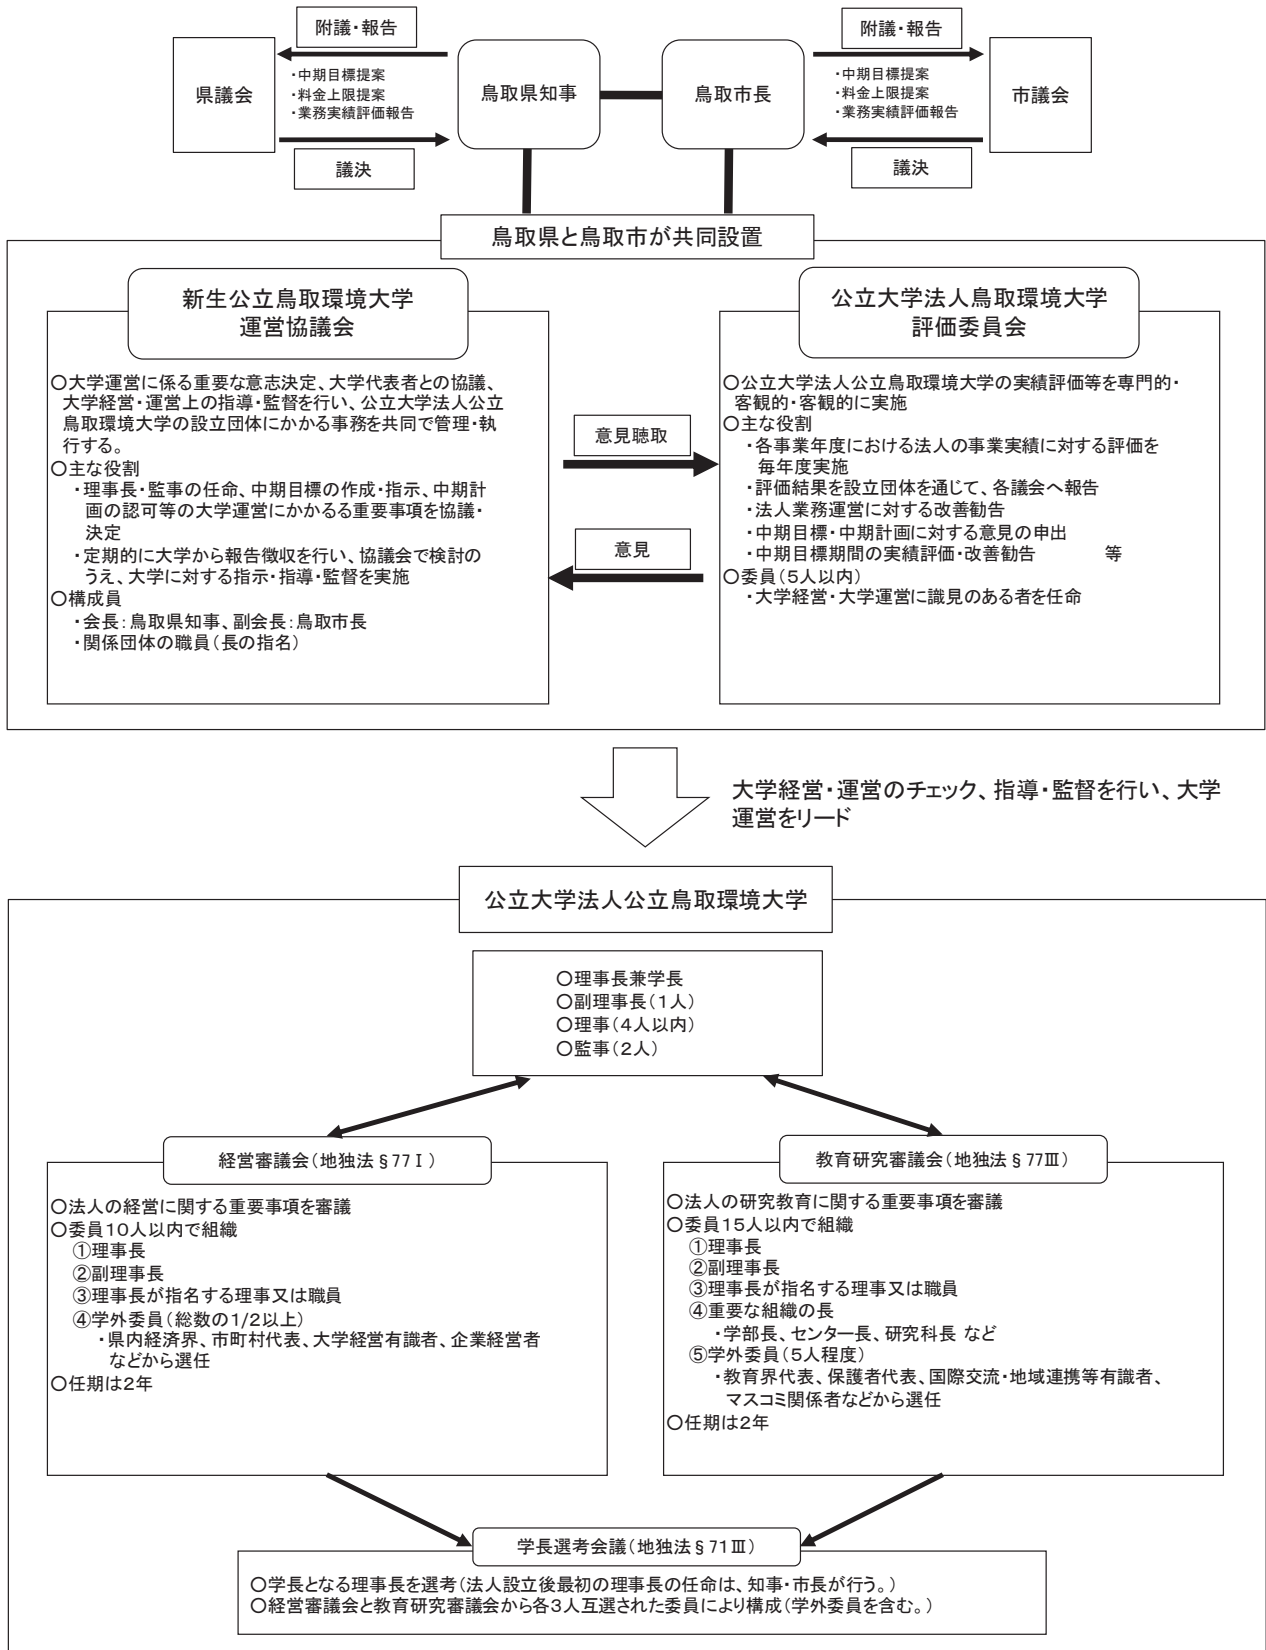 附議・報告
附議・報告
県議会
・中期目標提案
・料金上限提案
・業務実績評価報告
鳥取県知事
鳥取市長
・中期目標提案
・料金上限提案
・業務実績評価報告
市議会
議決
議決
鳥取県と鳥取市が共同設置
新生公立鳥取環境大学
運営協議会
○大学運営に係る重要な意志決定、大学代表者との協議、
大学経営・運営上の指導・監督を行い、公立大学法人公立
鳥取環境大学の設立団体にかかる事務を共同で管理・執
行する。
○主な役割
・理事長・監事の任命、中期目標の作成・指示、中期計
画の認可等の大学運営にかかるる重要事項を協議・
決定
・定期的に大学から報告徴収を行い、協議会で検討の
うえ、大学に対する指示・指導・監督を実施
○構成員
・会長：鳥取県知事、副会長：鳥取市長
・関係団体の職員（長の指名）
意見聴取
意見
公立大学法人鳥取環境大学
評価委員会
○公立大学法人公立鳥取環境大学の実績評価等を専門的・
客観的・客観的に実施
○主な役割
・各事業年度における法人の事業実績に対する評価を
毎年度実施
・評価結果を設立団体を通じて、各議会へ報告
・法人業務運営に対する改善勧告
・中期目標・中期計画に対する意見の申出
・中期目標期間の実績評価・改善勧告　　　等
○委員（５人以内）
・大学経営・大学運営に識見のある者を任命
大学経営・運営のチェック、指導・監督を行い、大学
運営をリード
公立大学法人公立鳥取環境大学
○理事長兼学長
○副理事長（１人）
○理事（４人以内）
○監事（２人）
経営審議会（地独法§77Ⅰ）
○法人の経営に関する重要事項を審議
○委員１０人以内で組織
①理事長
②副理事長
③理事長が指名する理事又は職員
④学外委員（総数の1/2以上）
・県内経済界、市町村代表、大学経営有識者、企業経営者
などから選任
○任期は２年
教育研究審議会（地独法§77Ⅲ）
○法人の研究教育に関する重要事項を審議
○委員１５人以内で組織
①理事長
②副理事長
③理事長が指名する理事又は職員
④重要な組織の長
・学部長、センター長、研究科長 など
⑤学外委員（５人程度）
・教育界代表、保護者代表、国際交流・地域連携等有識者、
マスコミ関係者などから選任
○任期は２年
学長選考会議（地独法§71Ⅲ）
○学長となる理事長を選考（法人設立後最初の理事長の任命は、知事・市長が行う。）
○経営審議会と教育研究審議会から各３人互選された委員により構成（学外委員を含む。）